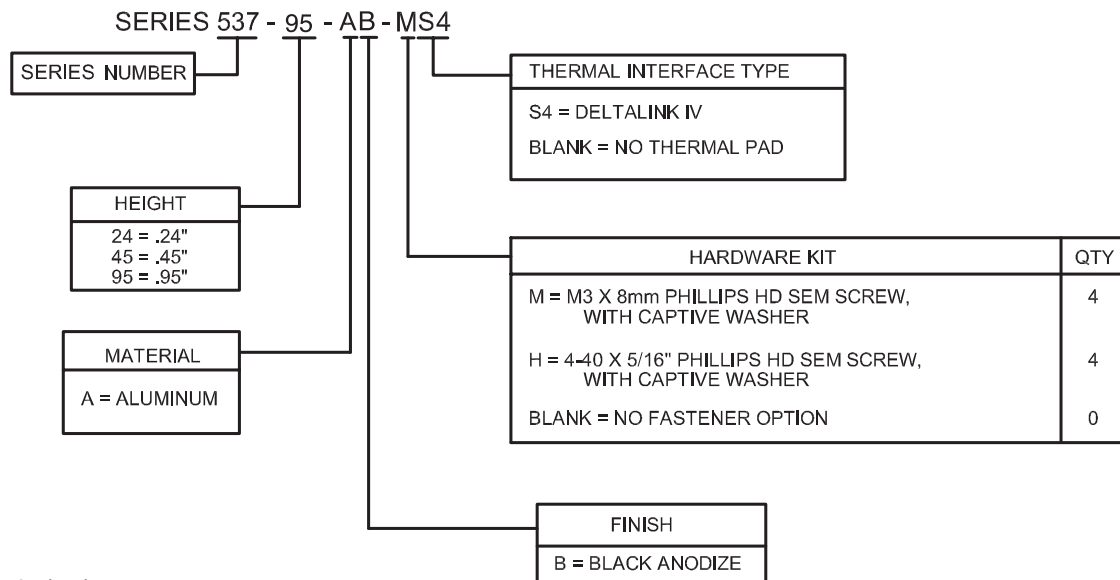 SERIES 537 - 95 - AB - MS4
SERIES NUMBER
THERMAL INTERFACE TYPE
S4 = DELTALINK IV
BLANK = NO THERMAL PAD
HEIGHT
24 = .24"
45 = .45"
95 = .95"
HARDWARE KIT QTY
M = M3 X 8mm PHILLIPS HD SEM SCREW, 4
WITH CAPTIVE WASHER
H = 4-40 X 5/16" PHILLIPS HD SEM SCREW, 4
WITH CAPTIVE WASHER
BLANK = NO FASTENER OPTION 0
MATERIAL
A = ALUMINUM
FINISH
B = BLACK ANODIZE